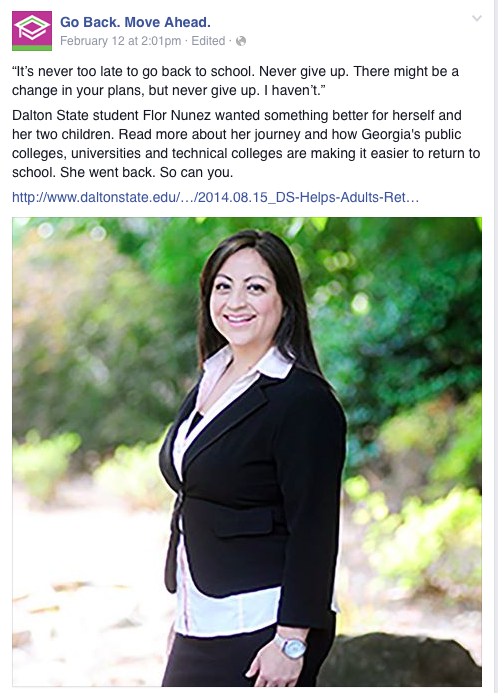 Go Back. Move Ahead.
February 12 at 2:01pm · Edited ·
“It’s never too late to go back to school. Never give up. There might be a
change in your plans, but never give up. I haven’t.”
Dalton State student Flor Nunez wanted something better for herself and
her two children. Read more about her journey and how Georgia's public
colleges, universities and technical colleges are making it easier to return to
school. She went back. So can you.
http://www.daltonstate.edu/…/2014.08.15_DS-Helps-Adults-Ret…